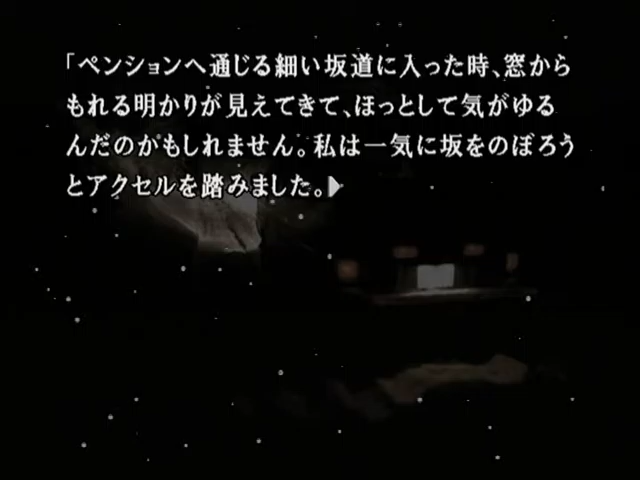 「ペンションへ通じる細い坂道に入った時、窓から
もれる明かりが見えてきて、ほっとして気がゆる
んだのかもしれません。私は一気に坂をのぼろう
とアクセルを踏みました。